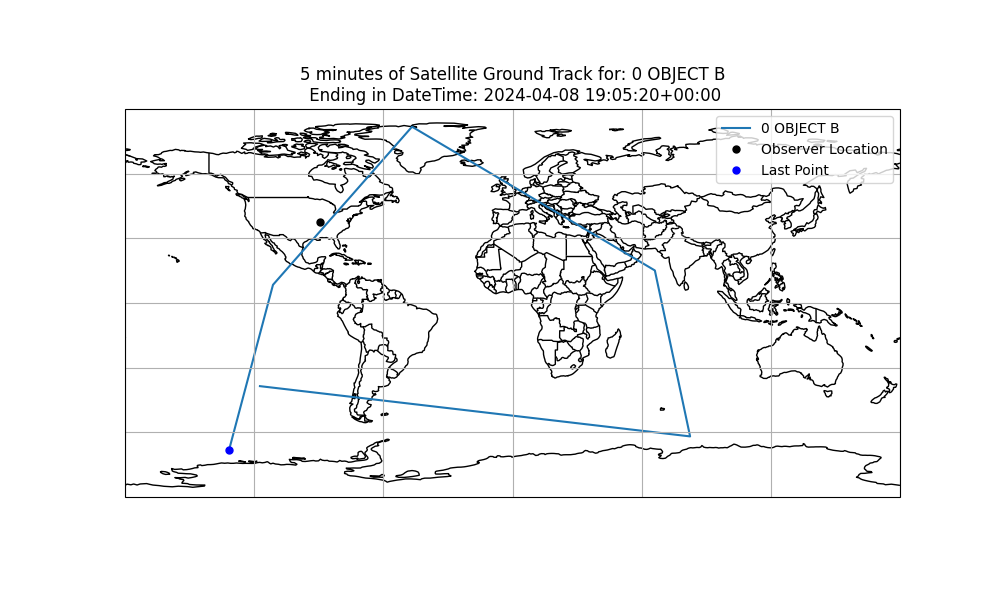 5 minutes of Satellite Ground Track for: 0 OBJECT B
Ending in DateTime: 2024-04-08 19:05:20+00:00
0 OBJECT B
Observer Location
Last Point